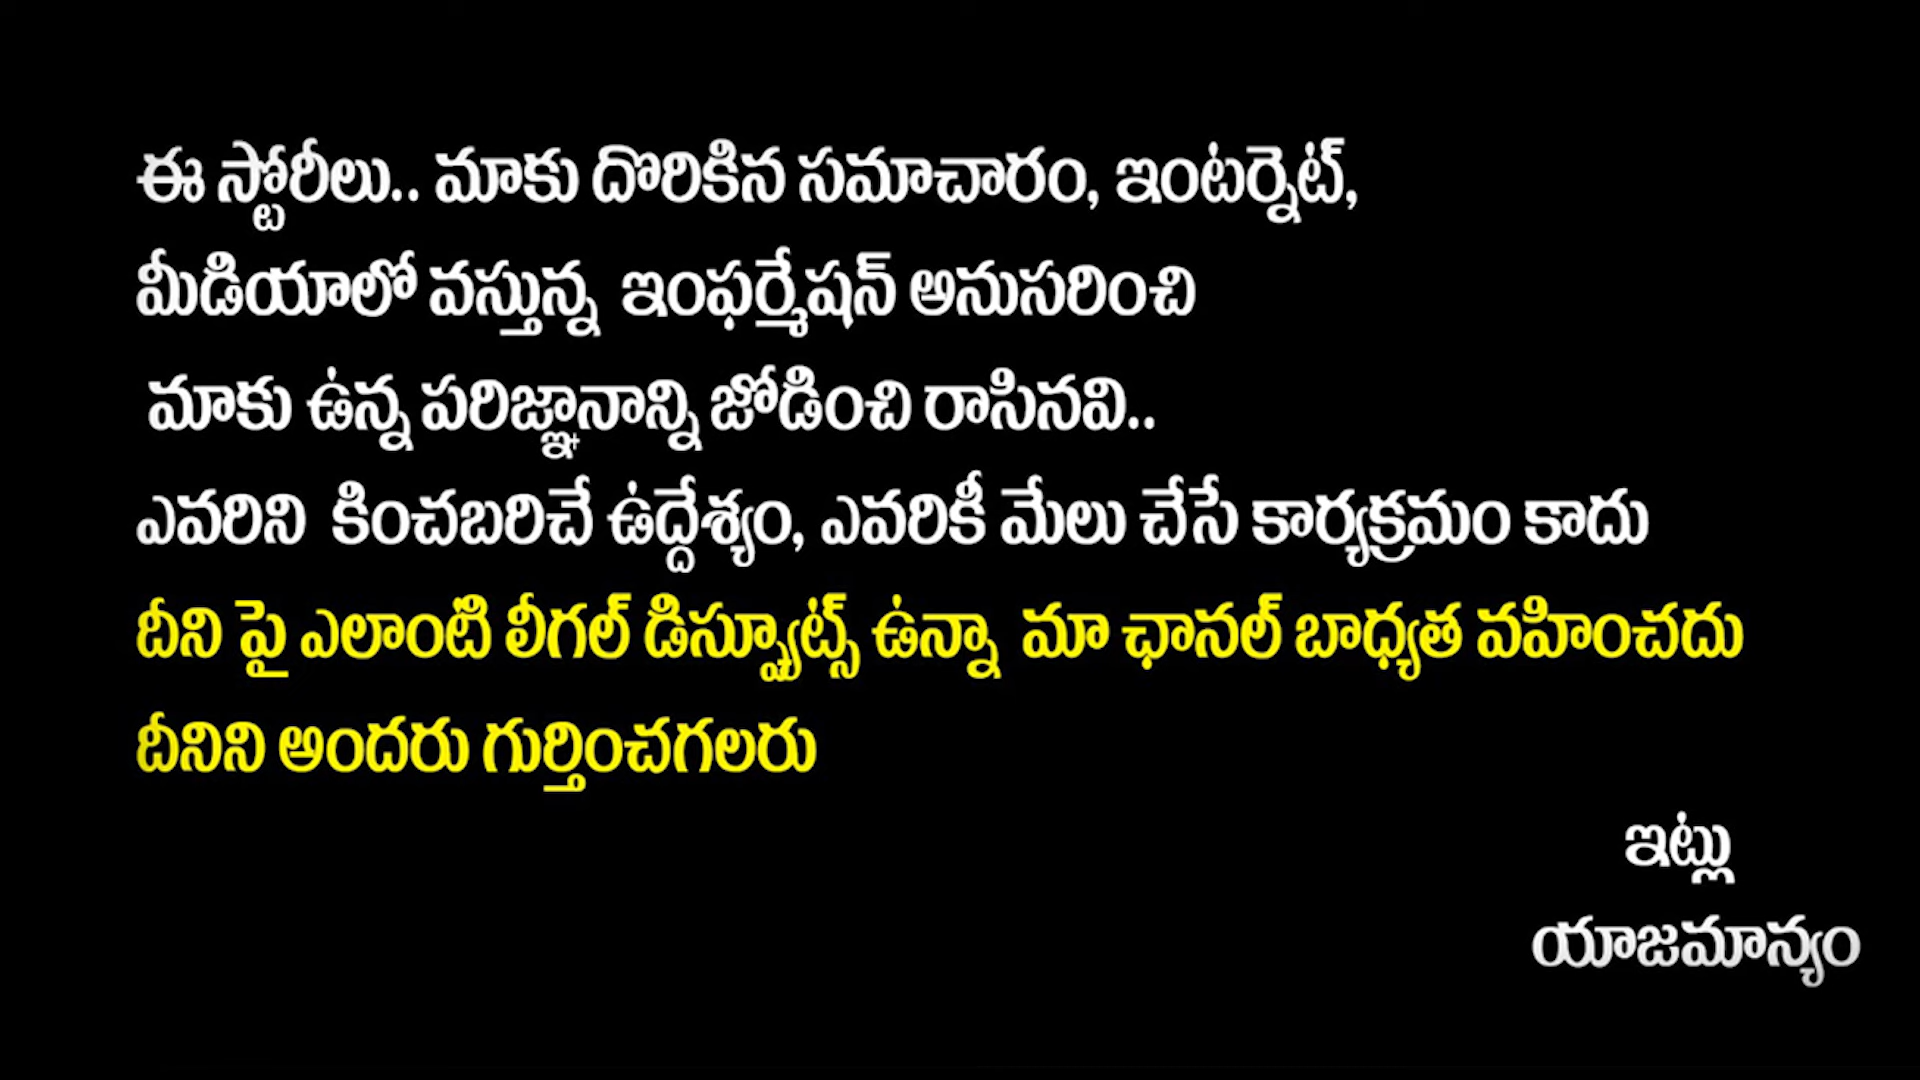 ఈ స్టోరీలు.. మాకు దొరికిన సమాచారం, ఇంటర్నెట్,
మీడియాలో వస్తున్న ఇంఫర్మేషన్ అనుసరించి
మాకు ఉన్న పరిజ్ఞానాన్ని జోడించి రాసినవి..
ఎవరిని కించబరిచే ఉద్దేశ్యం, ఎవరికీ మేలు చేసే కార్యక్రమం కాదు
దీని పై ఎలాంటి లీగల్ డిస్ప్యూట్స్ ఉన్నా మా ఛానల్ బాధ్యత వహించదు
దీనిని అందరు గుర్తించగలరు
ఇట్లు
యాజమాన్యం